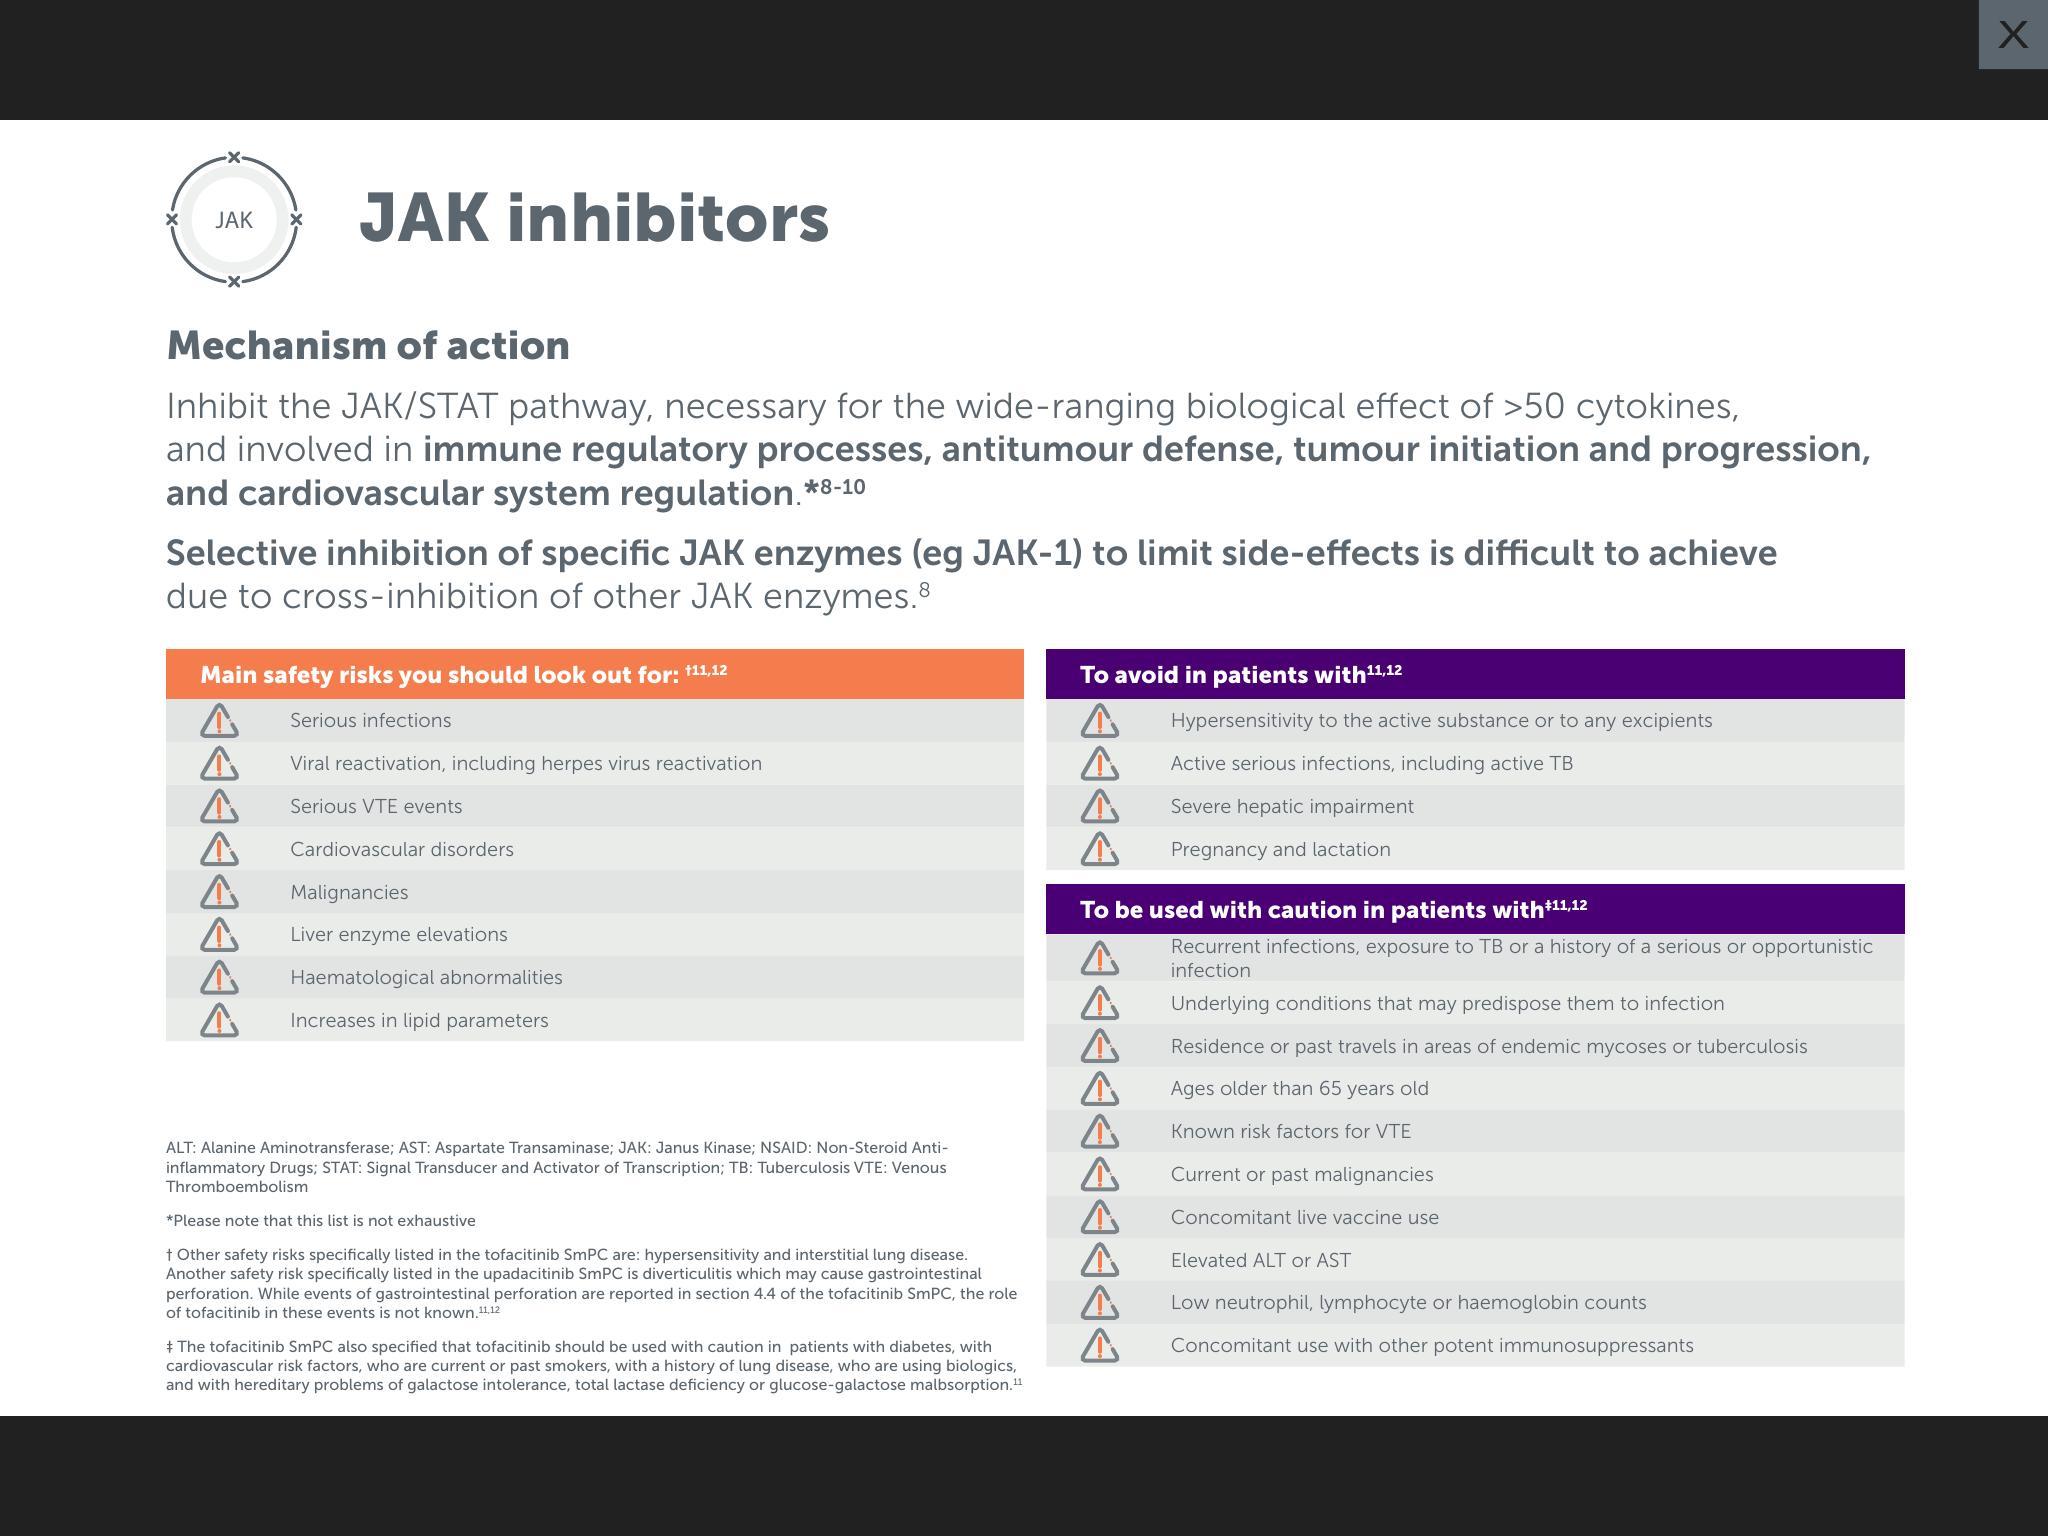 X
JAK
JAK inhibitors
Mechanism of action
Inhibit the JAK/STAT pathway, necessary for the wide-ranging biological effect of >50 cytokines,
and involved in immune regulatory processes, antitumour defense, tumour initiation and progression,
and cardiovascular system regulation.*8-10
Selective inhibition of specific JAK enzymes (eg JAK-1) to limit side-effects is difficult to achieve
due to cross-inhibition of other JAK enzymes.8
Main safety risks you should look out for: †11,12
Serious infections
Viral reactivation, including herpes virus reactivation
Serious VTE events
Cardiovascular disorders
Malignancies
Liver enzyme elevations
Haematological abnormalities
Increases in lipid parameters
To avoid in patients with11,12
Hypersensitivity to the active substance or to any excipients
Active serious infections, including active TB
Severe hepatic impairment
Pregnancy and lactation
To be used with caution in patients with‡11,12
Recurrent infections, exposure to TB or a history of a serious or opportunistic
infection
Underlying conditions that may predispose them to infection
Residence or past travels in areas of endemic mycoses or tuberculosis
Ages older than 65 years old
Known risk factors for VTE
Current or past malignancies
Concomitant live vaccine use
Elevated ALT or AST
Low neutrophil, lymphocyte or haemoglobin counts
Concomitant use with other potent immunosuppressants
ALT: Alanine Aminotransferase; AST: Aspartate Transaminase; JAK: Janus Kinase; NSAID: Non-Steroid Anti-
inflammatory Drugs; STAT: Signal Transducer and Activator of Transcription; TB: Tuberculosis VTE: Venous
Thromboembolism
*Please note that this list is not exhaustive
† Other safety risks specifically listed in the tofacitinib SmPC are: hypersensitivity and interstitial lung disease.
Another safety risk specifically listed in the upadacitinib SmPC is diverticulitis which may cause gastrointestinal
perforation. While events of gastrointestinal perforation are reported in section 4.4 of the tofacitinib SmPC, the role
of tofacitinib in these events is not known.11,12
‡ The tofacitinib SmPC also specified that tofacitinib should be used with caution in  patients with diabetes, with
cardiovascular risk factors, who are current or past smokers, with a history of lung disease, who are using biologics,
and with hereditary problems of galactose intolerance, total lactase deficiency or glucose-galactose malbsorption.11